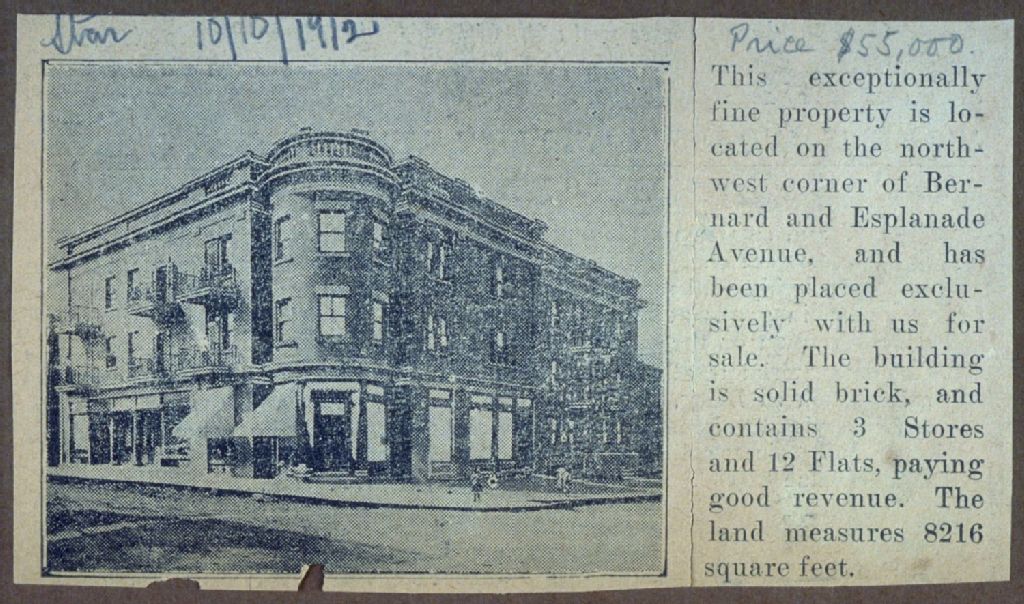 Star 10/10/1912
Price $55,000.
This exceptionally
fine property is lo-
cated on the north-
west corner of Ber-
nard and Esplanade
Avenue, and has
been placed exclu-
sively with us for
sale. The building
is solid brick, and
contains 3 Stores
and 12 Flats, paying
good revenue. The
land measures 8216
square feet.